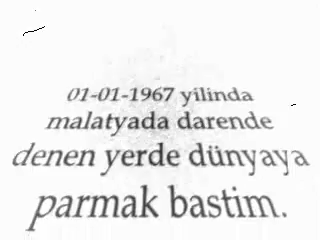 01-01-1967 yilinda
malatyada darende
denen yerde dünyaya
parmak bastim.